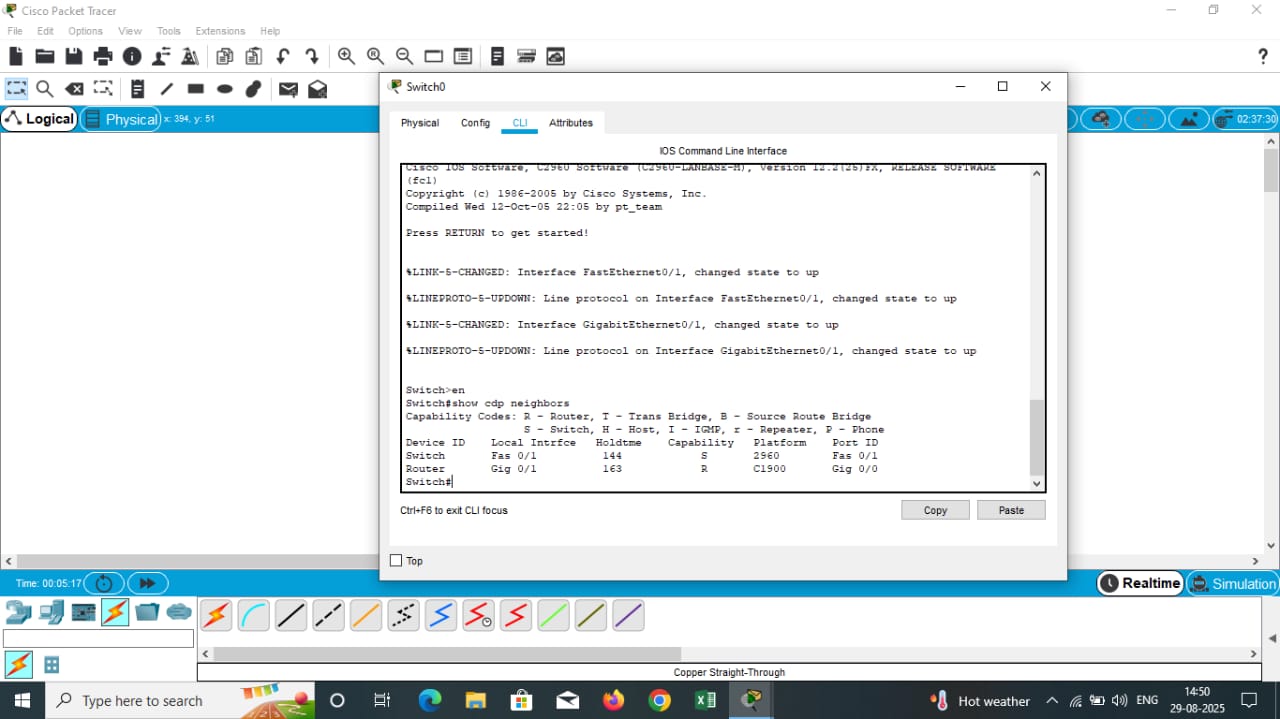 Cisco Packet Tracer
File Edit Options View Tools Extensions Help
?
Logical Physical x: 394, y: 51 02:37:30
Switch0
Physical Config CLI Attributes
IOS Command Line Interface
Cisco IOS Software, C2960 Software (C2960-LANBASE-M), Version 12.2(25)FX, RELEASE SOFTWARE
(fc1)
Copyright (c) 1986-2005 by Cisco Systems, Inc.
Compiled Wed 12-Oct-05 22:05 by pt_team
Press RETURN to get started!
%LINK-5-CHANGED: Interface FastEthernet0/1, changed state to up
%LINEPROTO-5-UPDOWN: Line protocol on Interface FastEthernet0/1, changed state to up
%LINK-5-CHANGED: Interface GigabitEthernet0/1, changed state to up
%LINEPROTO-5-UPDOWN: Line protocol on Interface GigabitEthernet0/1, changed state to up
Switch>en
Switch#show cdp neighbors
Capability Codes: R - Router, T - Trans Bridge, B - Source Route Bridge
S - Switch, H - Host, I - IGMP, r - Repeater, P - Phone
Device ID Local Intrfce Holdtme Capability Platform Port ID
Switch Fas 0/1 144 S 2960 Fas 0/1
Router Gig 0/1 163 R C1900 Gig 0/0
Switch#
Ctrl+F6 to exit CLI focus Copy Paste
Top
Time: 00:05:17 Realtime Simulation
Copper Straight-Through
Type here to search Hot weather ENG 14:50
29-08-2025